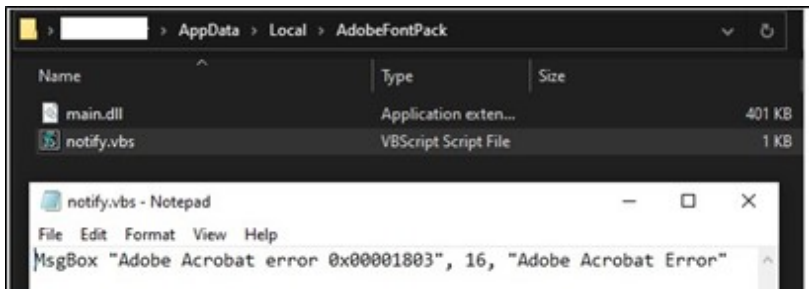 > AppData > Local > AdobeFontPack
Name Type Size
main.dll Application exten... 401 KB
notify.vbs VBScript Script File 1 KB
notify.vbs - Notepad
File Edit Format View Help
MsgBox "Adobe Acrobat error 0x00001803", 16, "Adobe Acrobat Error"